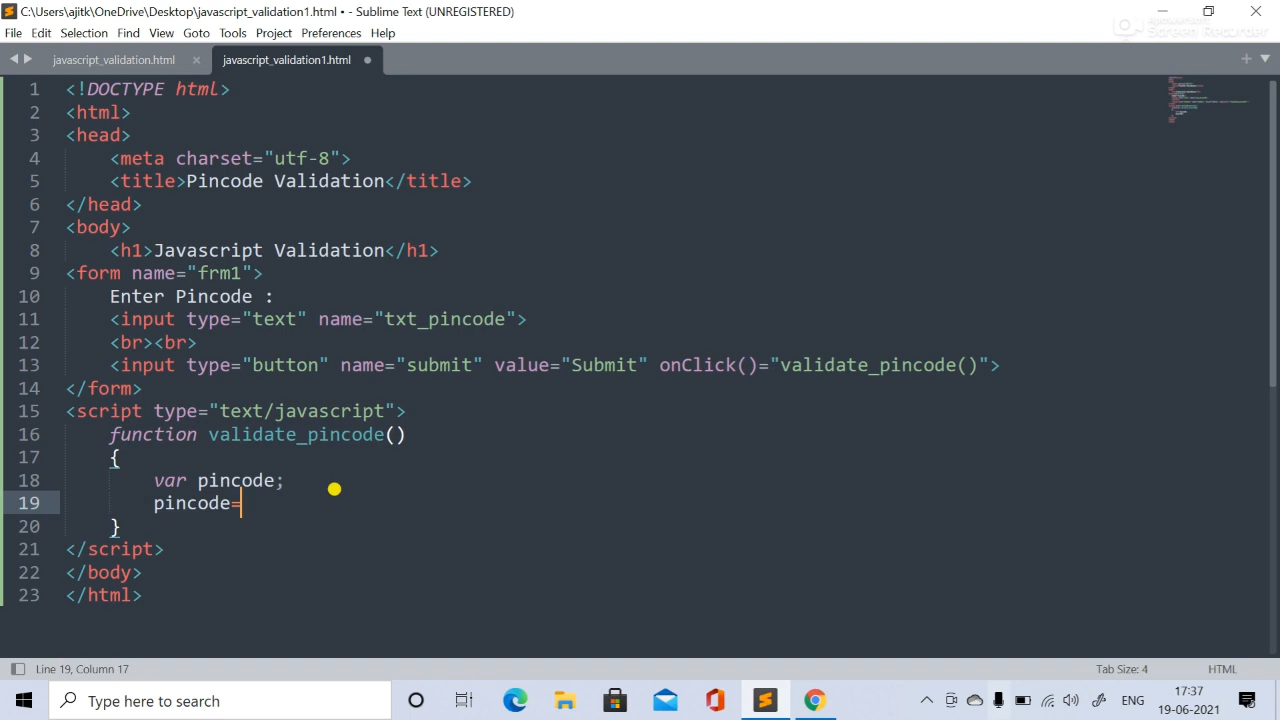 C:\Users\ajitk\OneDrive\Desktop\javascript_validation1.html • - Sublime Text (UNREGISTERED)
Apowersoft
Screen Recorder
File Edit Selection Find View Goto Tools Project Preferences Help
javascript_validation.html × javascript_validation1.html
1 <!DOCTYPE html>
2 <html>
3 <head>
4 <meta charset="utf-8">
5 <title>Pincode Validation</title>
6 </head>
7 <body>
8 <h1>Javascript Validation</h1>
9 <form name="frm1">
10 Enter Pincode :
11 <input type="text" name="txt_pincode">
12 <br><br>
13 <input type="button" name="submit" value="Submit" onClick()="validate_pincode()">
14 </form>
15 <script type="text/javascript">
16 function validate_pincode()
17 {
18 var pincode;
19 pincode=
20 }
21 </script>
22 </body>
23 </html>
Line 19, Column 17 Tab Size: 4 HTML
Type here to search ENG 17:37
19-06-2021